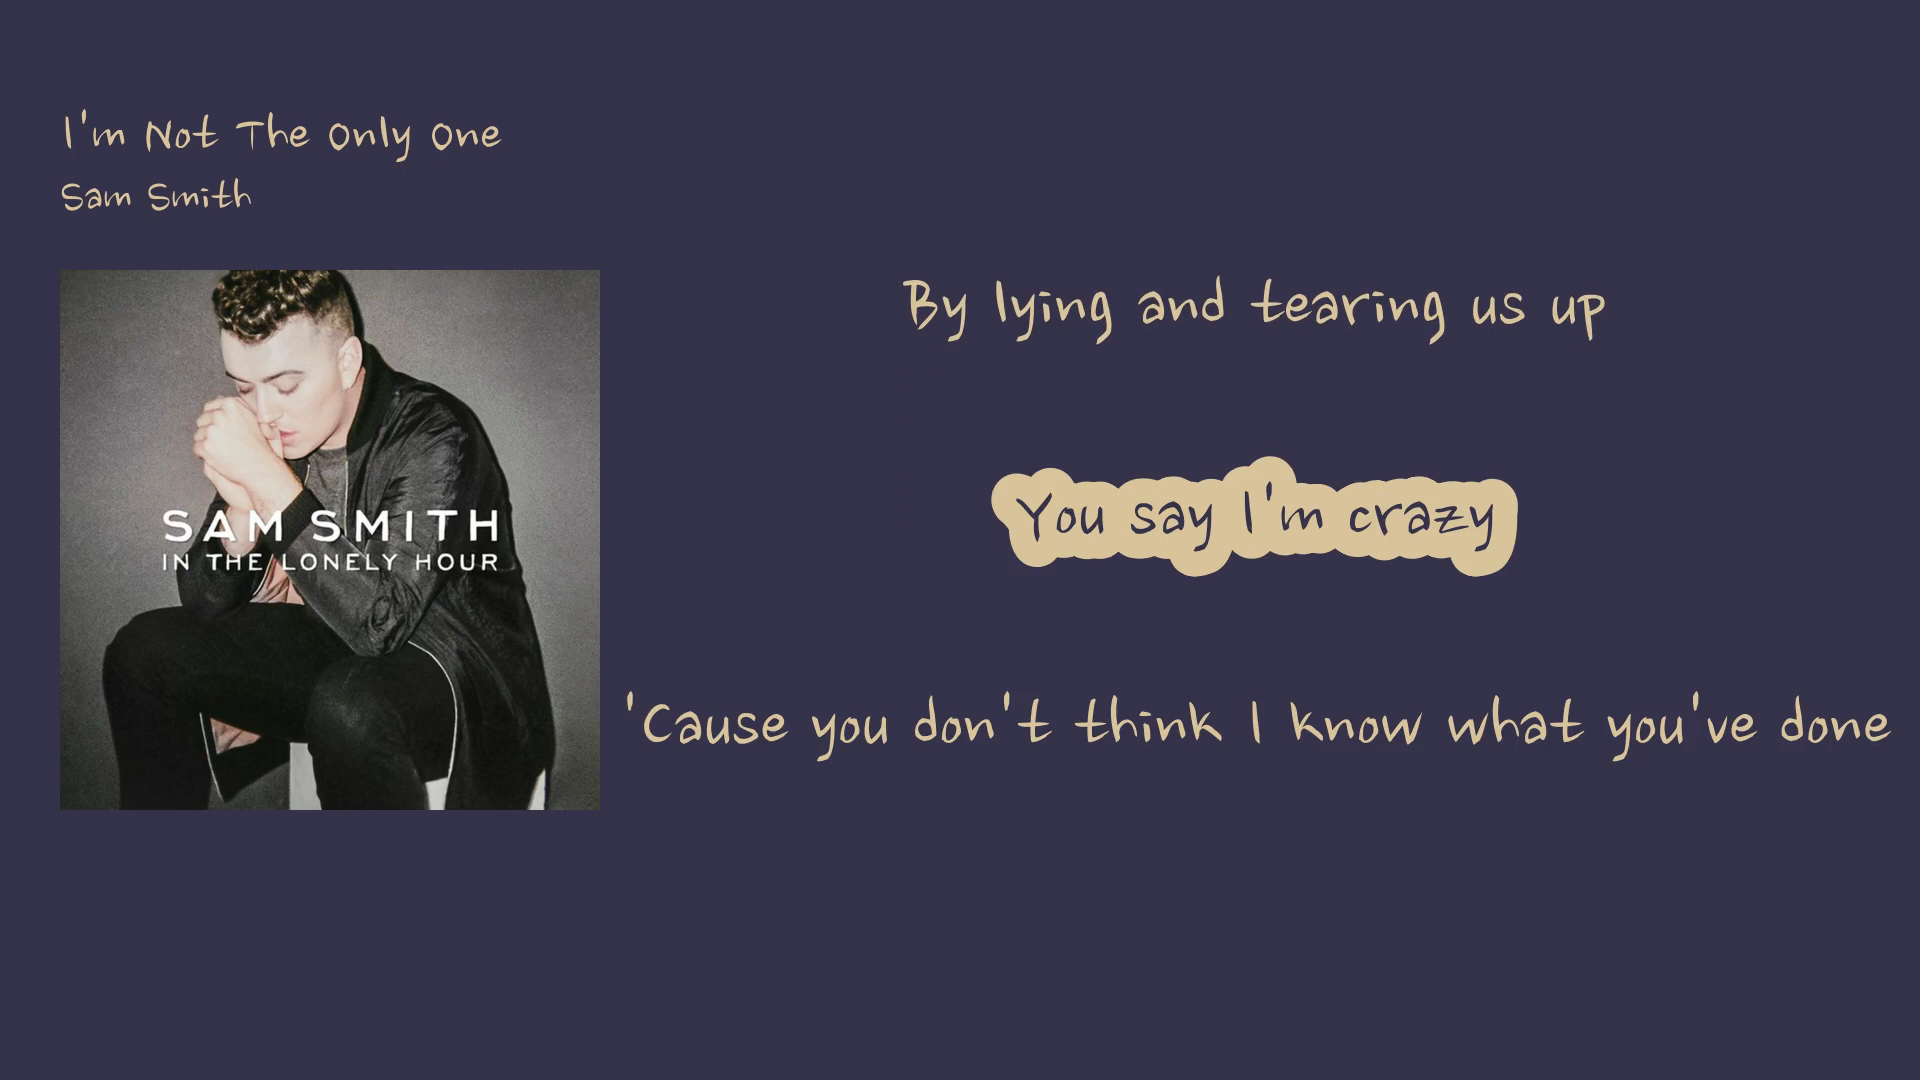 I'm Not The Only One
Sam Smith
SAM SMITH
IN THE LONELY HOUR
By lying and tearing us up
You say I'm crazy
'Cause you don't think I know what you've done